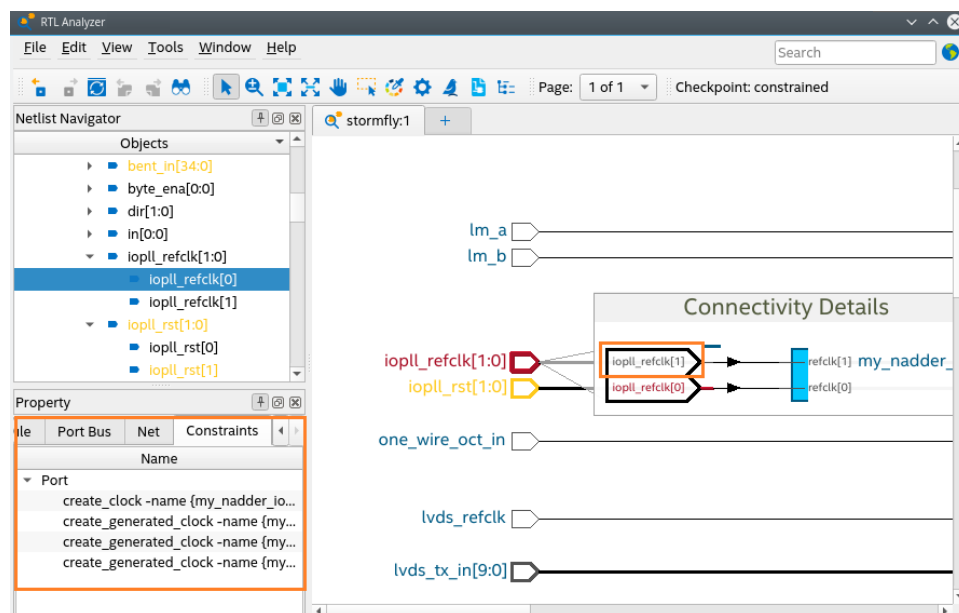 RTL Analyzer
File Edit View Tools Window Help
Search
Page: 1 of 1 Checkpoint: constrained
Netlist Navigator
Objects
bent_in[34:0]
byte_ena[0:0]
dir[1:0]
in[0:0]
iopll_refclk[1:0]
iopll_refclk[0]
iopll_refclk[1]
iopll_rst[1:0]
iopll_rst[0]
iopll_rst[1]
Property
ule Port Bus Net Constraints
Name
Port
create_clock -name {my_nadder_io...
create_generated_clock -name {my...
create_generated_clock -name {my...
create_generated_clock -name {my...
stormfly:1 +
lm_a
lm_b
Connectivity Details
iopll_refclk[1:0] iopll_refclk[1] refclk[1] my_nadder_
iopll_rst[1:0] iopll_refclk[0] refclk[0]
one_wire_oct_in
lvds_refclk
lvds_tx_in[9:0]